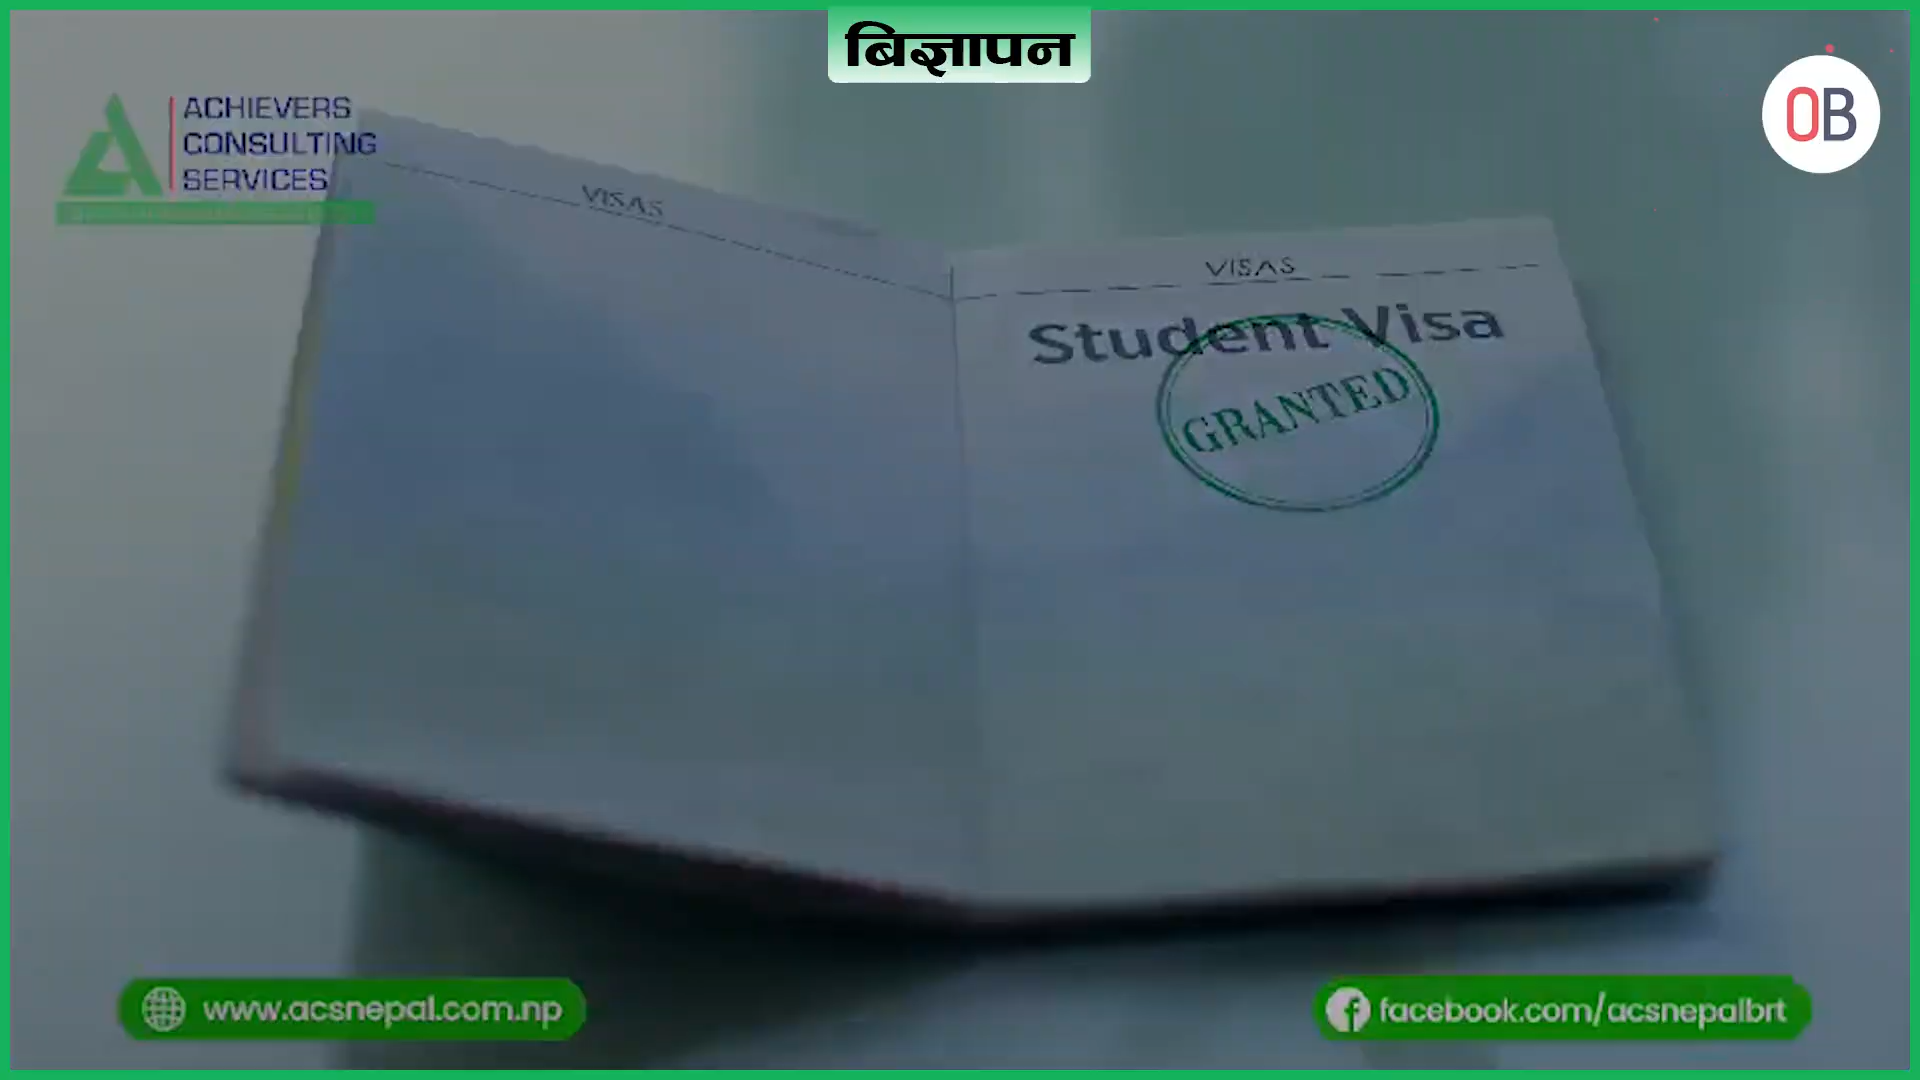 बिज्ञापन
ACHIEVERS
CONSULTING
SERVICES
OB
VISAS
VISAS
Student Visa
GRANTED
www.acsnepal.com.np
facebook.com/acsnepalbrt